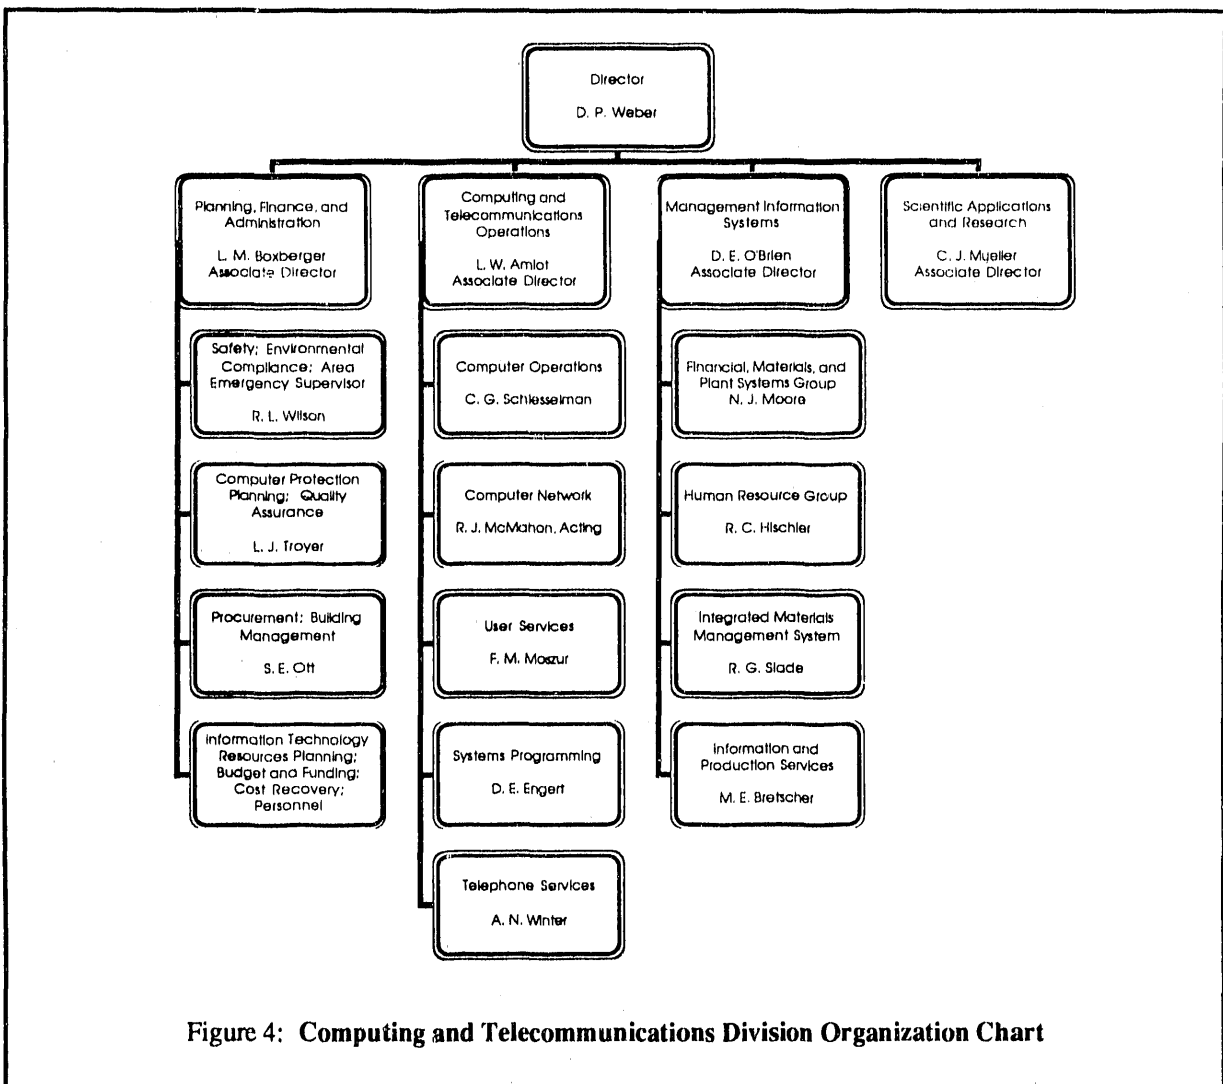 Director
D. P. Weber
Planning, Finance, and
Administration
L. M. Boxberger
Associate Director
Computing and
Telecommunications
Operations
L. W. Amiot
Associate Director
Management Information
Systems
D. E. O'Brien
Associate Director
Scientific Applications
and Research
C. J. Mueller
Associate Director
Safety; Environmental
Compliance; Area
Emergency Supervisor
R. L. Wilson
Computer Operations
C. G. Schlesselman
Financial, Materials, and
Plant Systems Group
N. J. Moore
Computer Protection
Planning; Quality
Assurance
L. J. Troyer
Computer Network
R. J. McMahon, Acting
Human Resource Group
R. C. Hischier
Procurement; Building
Management
S. E. Ott
User Services
F. M. Moszur
Integrated Materials
Management System
R. G. Slade
Information Technology
Resources Planning;
Budget and Funding;
Cost Recovery;
Personnel
Systems Programming
D. E. Engert
Information and
Production Services
M. E. Bretscher
Telephone Services
A. N. Winter
Figure 4: Computing and Telecommunications Division Organization Chart